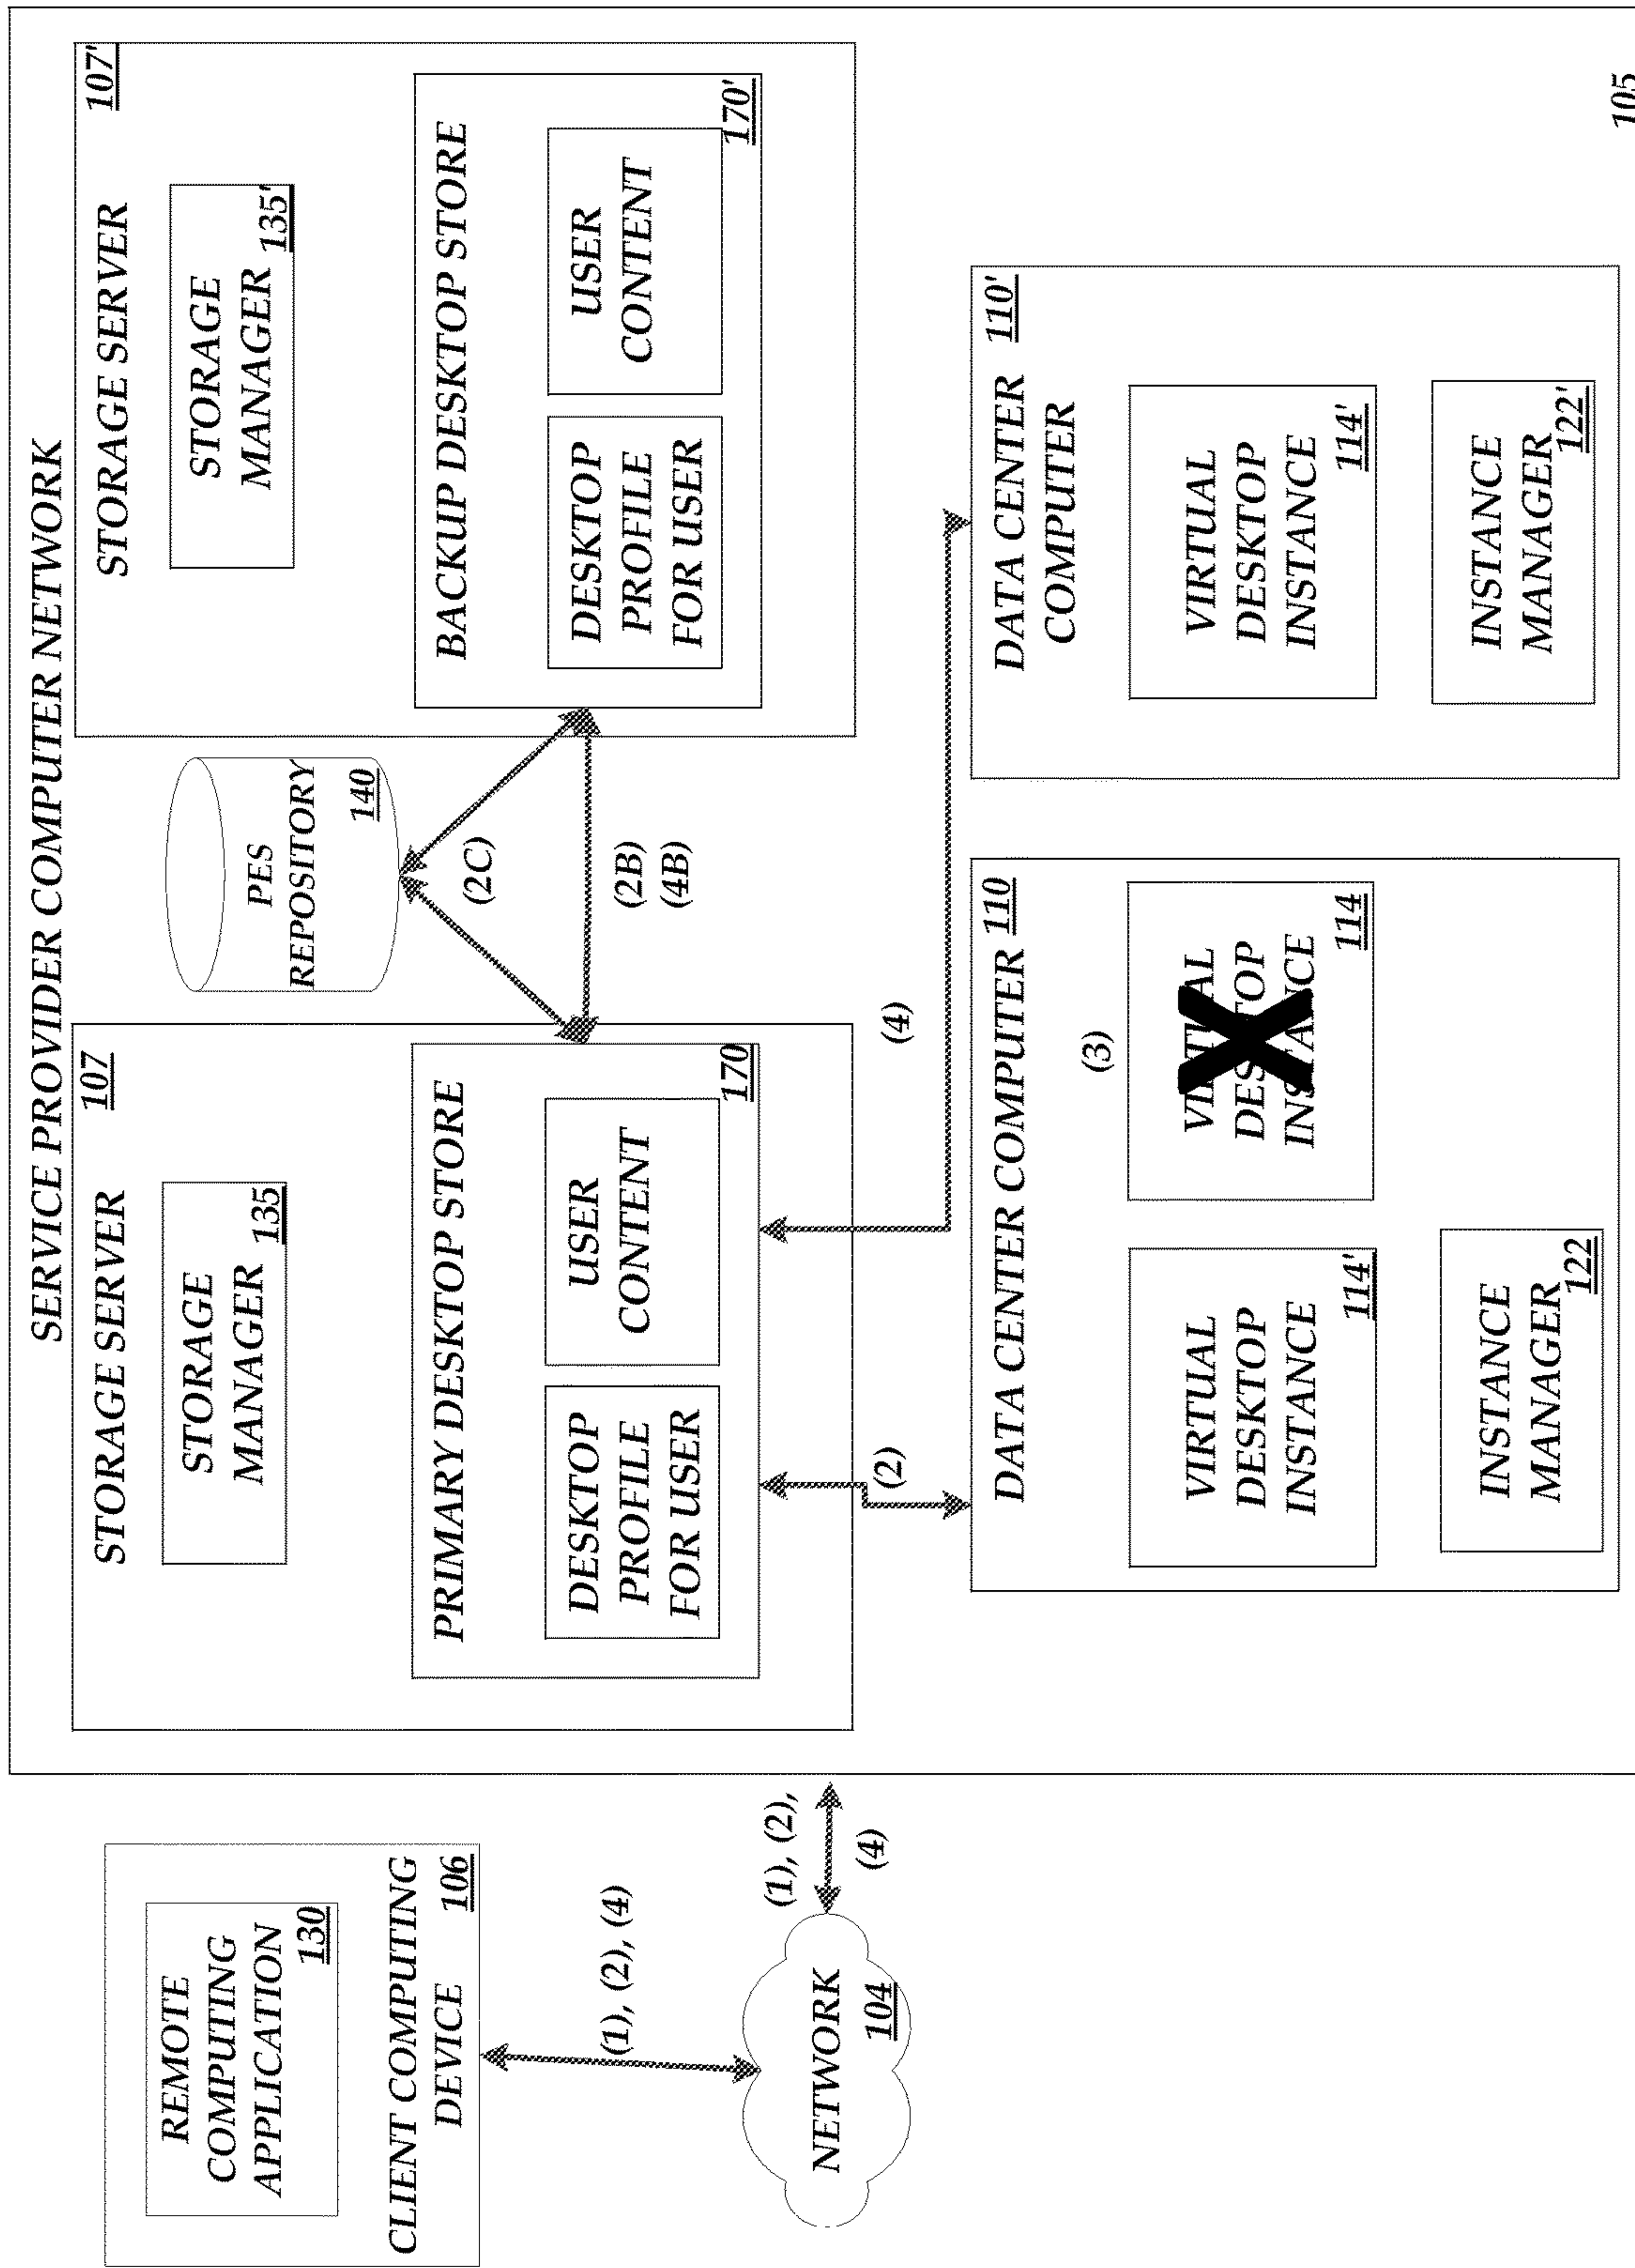 SERVICE PROVIDER COMPUTER NETWORK
REMOTE
COMPUTING
APPLICATION
130
CLIENT COMPUTING
DEVICE
106
(1), (2), (4)
NETWORK
104
(1), (2),
(4)
STORAGE SERVER
107
STORAGE
MANAGER
135
PRIMARY DESKTOP STORE
DESKTOP
PROFILE
FOR USER
USER
CONTENT
170
PES
REPOSITORY
140
(2C)
(2B)
(4B)
STORAGE SERVER
107'
STORAGE
MANAGER
135'
BACKUP DESKTOP STORE
DESKTOP
PROFILE
FOR USER
USER
CONTENT
170'
(2)
(4)
DATA CENTER COMPUTER
110
VIRTUAL
DESKTOP
INSTANCE
114'
(3)
VIRTUAL
DESKTOP
INSTANCE
114
INSTANCE
MANAGER
122
DATA CENTER
COMPUTER
110'
VIRTUAL
DESKTOP
INSTANCE
114'
INSTANCE
MANAGER
122'
105